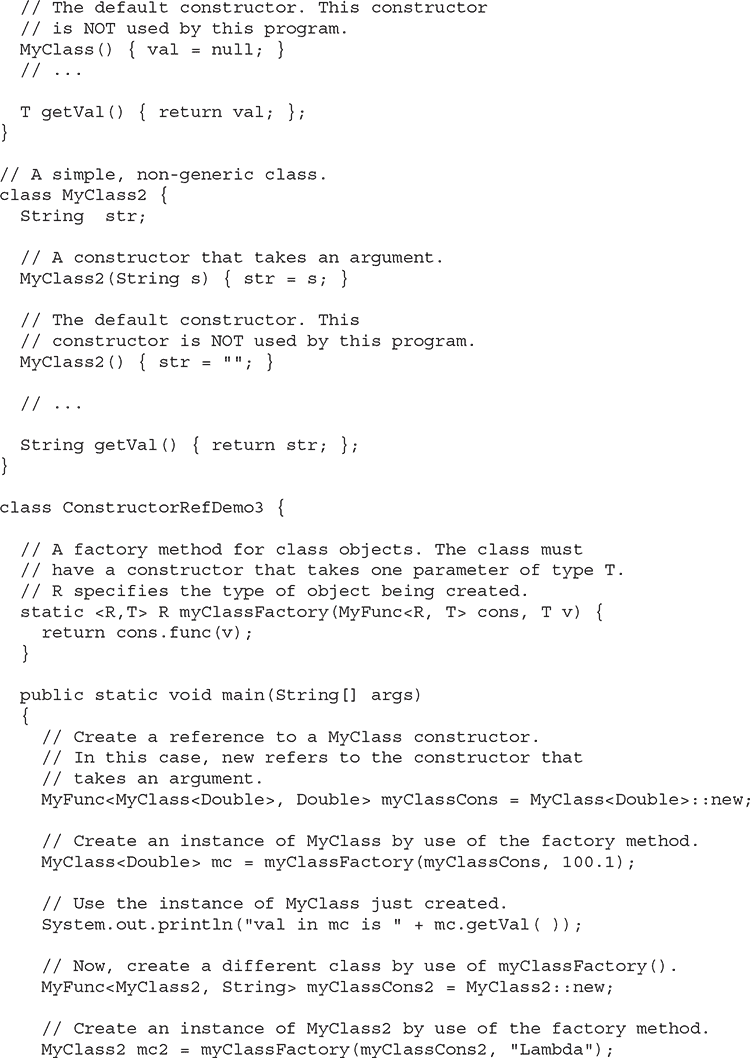 // The default constructor. This constructor
  // is NOT used by this program.
  MyClass() { val = null; }
  // ...

  T getVal() { return val; };
}

// A simple, non-generic class.
class MyClass2 {
  String  str;

  // A constructor that takes an argument.
  MyClass2(String s) { str = s; }

  // The default constructor. This
  // constructor is NOT used by this program.
  MyClass2() { str = ""; }

  // ...

  String getVal() { return str; };
}

class ConstructorRefDemo3 {

  // A factory method for class objects. The class must
  // have a constructor that takes one parameter of type T.
  // R specifies the type of object being created.
  static <R,T> R myClassFactory(MyFunc<R, T> cons, T v) {
    return cons.func(v);
  }

  public static void main(String[] args)
  {
    // Create a reference to a MyClass constructor.
    // In this case, new refers to the constructor that
    // takes an argument.
    MyFunc<MyClass<Double>, Double> myClassCons = MyClass<Double>::new;

    // Create an instance of MyClass by use of the factory method.
    MyClass<Double> mc = myClassFactory(myClassCons, 100.1);

    // Use the instance of MyClass just created.
    System.out.println("val in mc is " + mc.getVal( ));

    // Now, create a different class by use of myClassFactory().
    MyFunc<MyClass2, String> myClassCons2 = MyClass2::new;

    // Create an instance of MyClass2 by use of the factory method.
    MyClass2 mc2 = myClassFactory(myClassCons2, "Lambda");